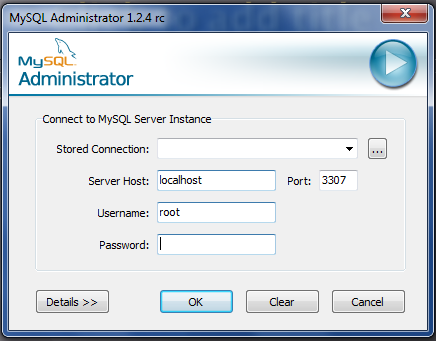 MySQL Administrator 1.2.4 rc
MySQL
Administrator
Connect to MySQL Server Instance
Stored Connection:
...
Server Host: localhost Port: 3307
Username: root
Password:
Details >> OK Clear Cancel